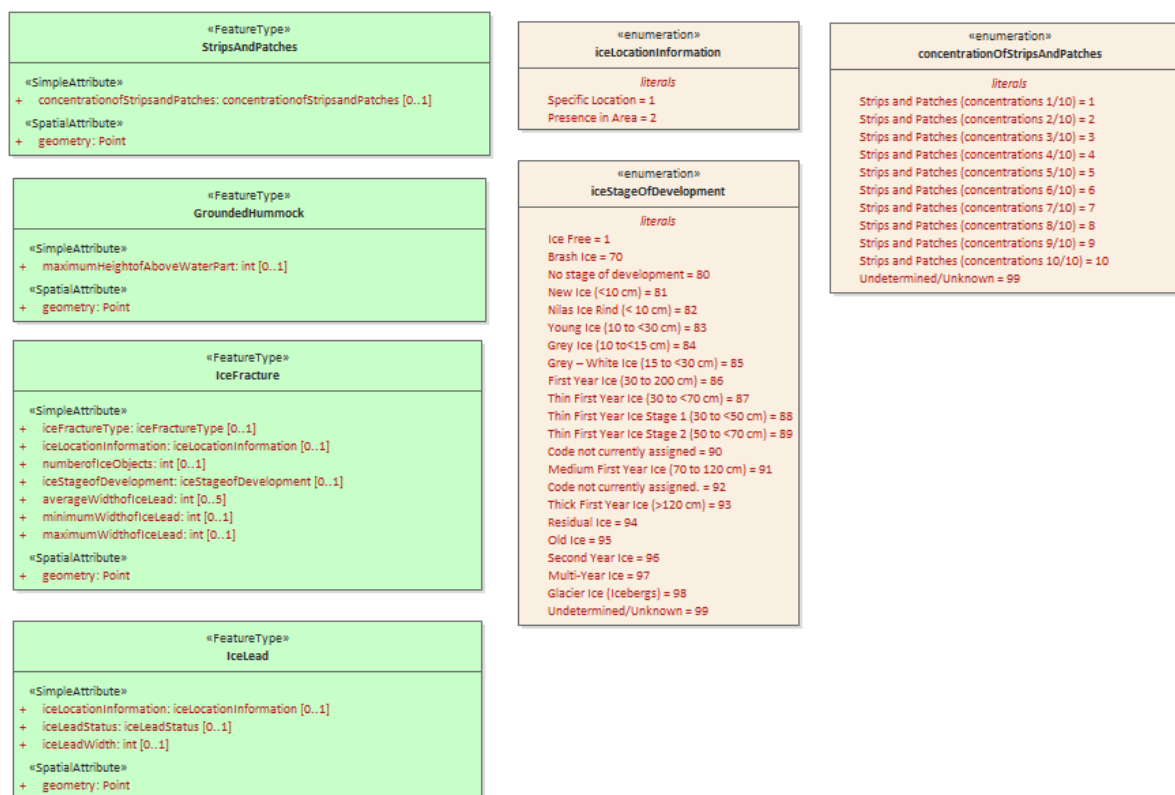 «FeatureType»
StripsAndPatches
«SimpleAttribute»
+ concentrationofStripsandPatches: concentrationofStripsandPatches [0..1]
«SpatialAttribute»
+ geometry: Point
«FeatureType»
GroundedHummock
«SimpleAttribute»
+ maximumHeightofAboveWaterPart: int [0..1]
«SpatialAttribute»
+ geometry: Point
«FeatureType»
IceFracture
«SimpleAttribute»
+ iceFractureType: iceFractureType [0..1]
+ iceLocationInformation: iceLocationInformation [0..1]
+ numberofIceObjects: int [0..1]
+ iceStageofDevelopment: iceStageofDevelopment [0..1]
+ averageWidthofIceLead: int [0..5]
+ minimumWidthofIceLead: int [0..1]
+ maximumWidthofIceLead: int [0..1]
«SpatialAttribute»
+ geometry: Point
«FeatureType»
IceLead
«SimpleAttribute»
+ iceLocationInformation: iceLocationInformation [0..1]
+ iceLeadStatus: iceLeadStatus [0..1]
+ iceLeadWidth: int [0..1]
«SpatialAttribute»
+ geometry: Point
«enumeration»
iceLocationInformation
literals
Specific Location = 1
Presence in Area = 2
«enumeration»
iceStageOfDevelopment
literals
Ice Free = 1
Brash Ice = 70
No stage of development = 80
New Ice (<10 cm) = 81
Nilas Ice Rind (< 10 cm) = 82
Young Ice (10 to <30 cm) = 83
Grey Ice (10 to<15 cm) = 84
Grey – White Ice (15 to <30 cm) = 85
First Year Ice (30 to 200 cm) = 86
Thin First Year Ice (30 to <70 cm) = 87
Thin First Year Ice Stage 1 (30 to <50 cm) = 88
Thin First Year Ice Stage 2 (50 to <70 cm) = 89
Code not currently assigned = 90
Medium First Year Ice (70 to 120 cm) = 91
Code not currently assigned. = 92
Thick First Year Ice (>120 cm) = 93
Residual Ice = 94
Old Ice = 95
Second Year Ice = 96
Multi-Year Ice = 97
Glacier Ice (Icebergs) = 98
Undetermined/Unknown = 99
«enumeration»
concentrationOfStripsAndPatches
literals
Strips and Patches (concentrations 1/10) = 1
Strips and Patches (concentrations 2/10) = 2
Strips and Patches (concentrations 3/10) = 3
Strips and Patches (concentrations 4/10) = 4
Strips and Patches (concentrations 5/10) = 5
Strips and Patches (concentrations 6/10) = 6
Strips and Patches (concentrations 7/10) = 7
Strips and Patches (concentrations 8/10) = 8
Strips and Patches (concentrations 9/10) = 9
Strips and Patches (concentrations 10/10) = 10
Undetermined/Unknown = 99